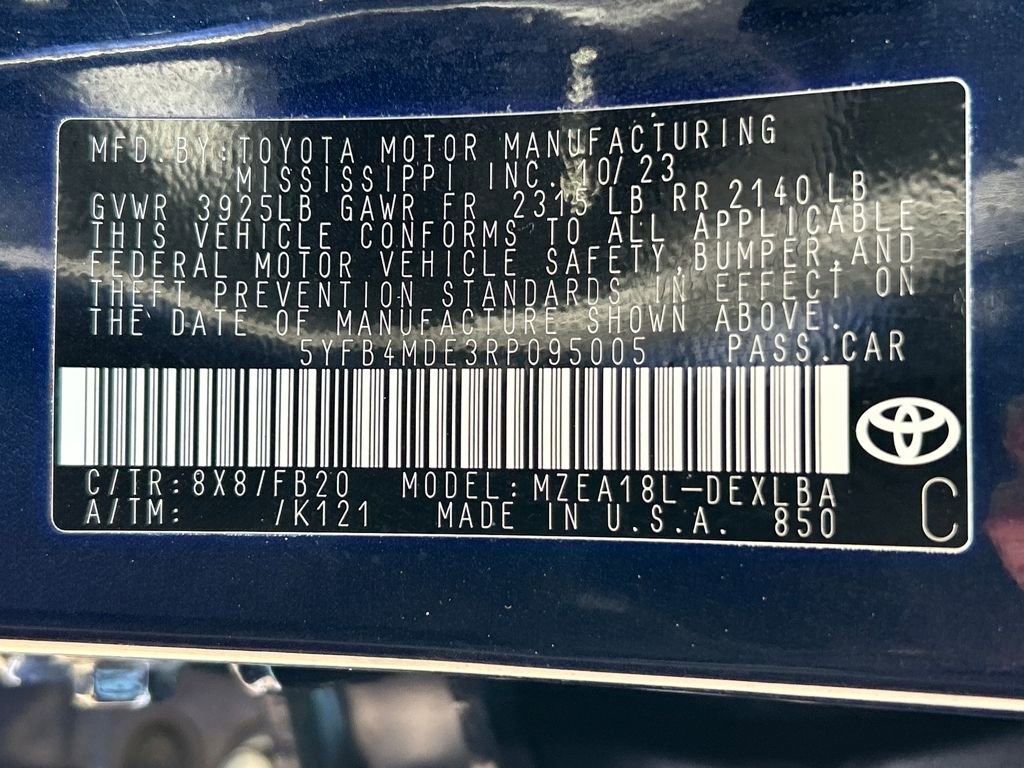 MFD.BY:TOYOTA MOTOR MANUFACTURING
MISSISSIPPI INC. 10/23
GVWR 3925LB GAWR FR 2315 LB RR 2140 LB
THIS VEHICLE CONFORMS TO ALL APPLICABLE
FEDERAL MOTOR VEHICLE SAFETY,BUMPER,AND
THEFT PREVENTION STANDARDS IN EFFECT ON
THE DATE OF MANUFACTURE SHOWN ABOVE.
5YFB4MDE3RP095005 PASS.CAR
C/TR:8X8/FB20 MODEL:MZEA18L-DEXLBA
A/TM: /K121 MADE IN U.S.A. 850
C